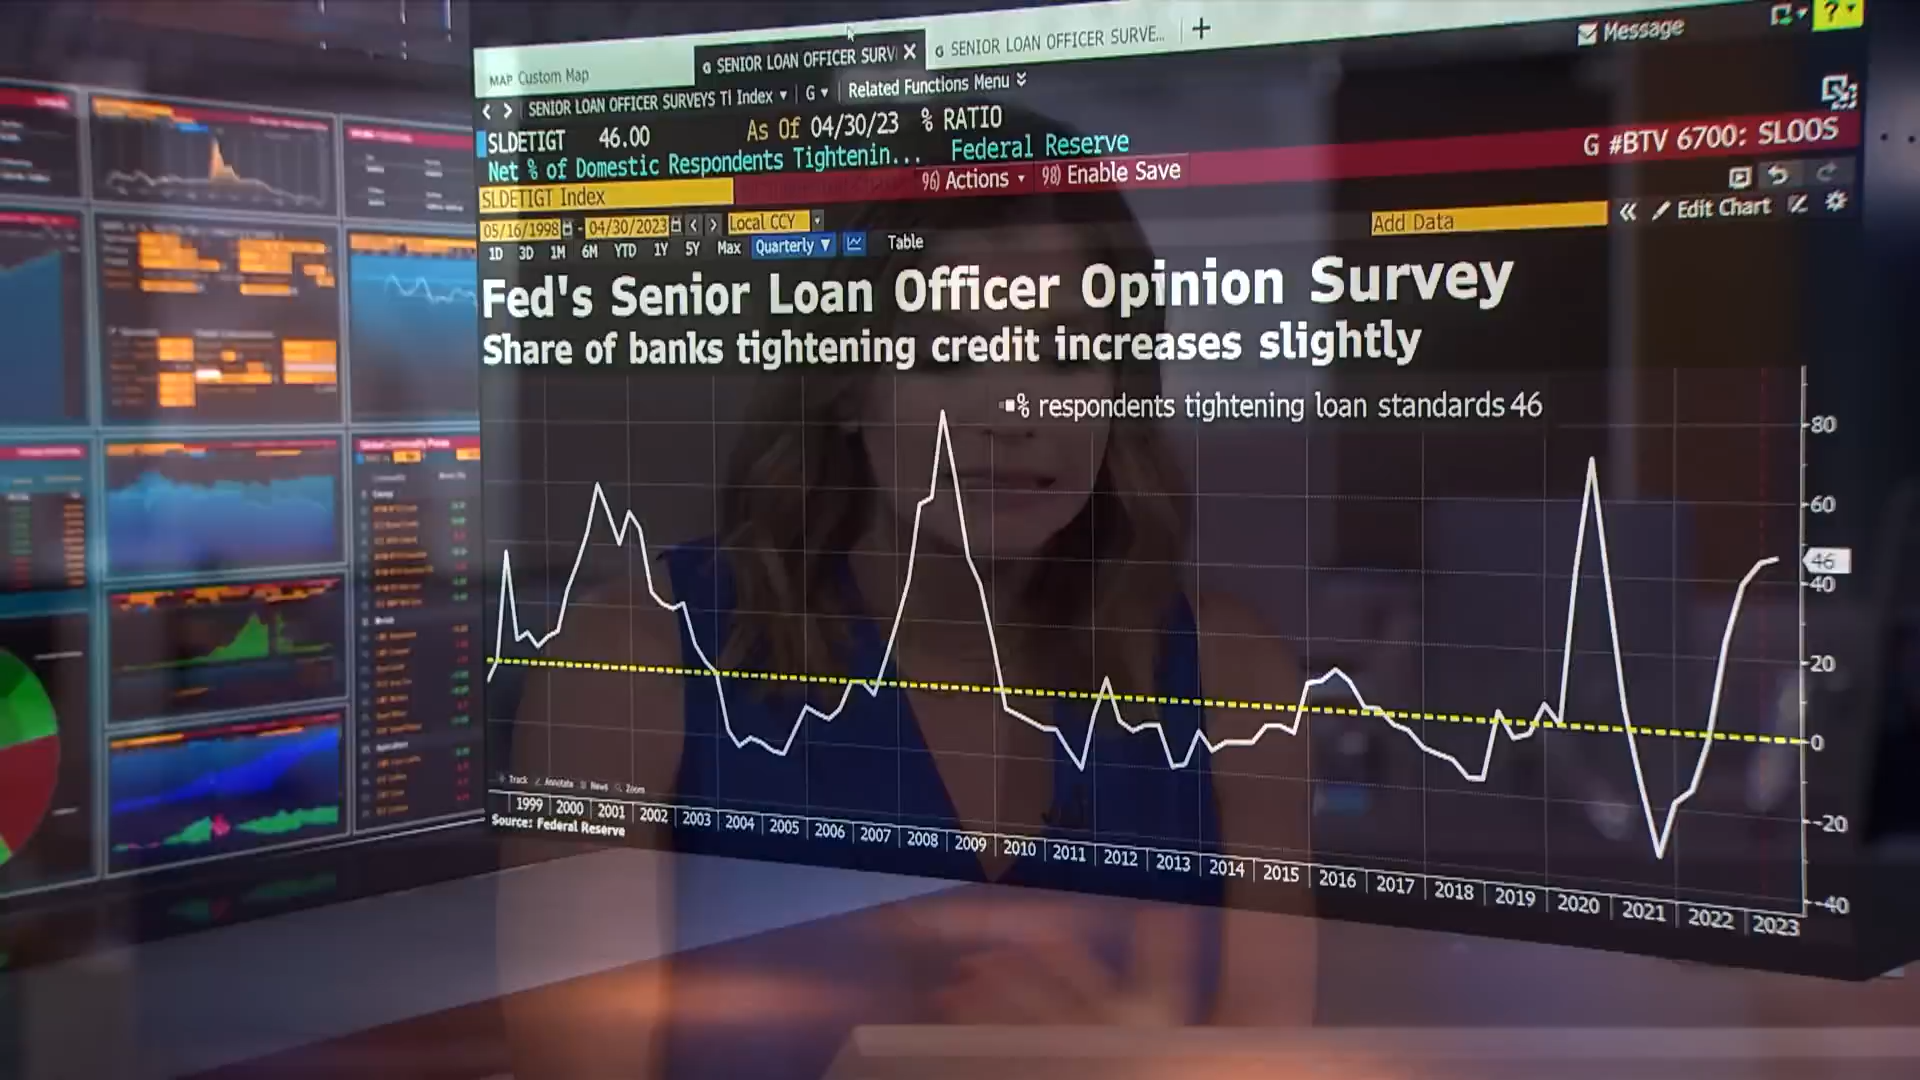 MAP Custom Map
G SENIOR LOAN OFFICER SURV ×
G SENIOR LOAN OFFICER SURVE... +
Message
?
< > SENIOR LOAN OFFICER SURVEYS TI Index ▾ G ▾ Related Functions Menu
SLDETIGT 46.00 As Of 04/30/23 % RATIO
Net % of Domestic Respondents Tightenin... Federal Reserve
G #BTV 6700: SLOOS
SLDETIGT Index
96) Actions ▾ 98) Enable Save
05/16/1998 - 04/30/2023 < > Local CCY ▾
Add Data
« Edit Chart
1D 3D 1M 6M YTD 1Y 5Y Max Quarterly ▼ Table
Fed's Senior Loan Officer Opinion Survey
Share of banks tightening credit increases slightly
% respondents tightening loan standards 46
80
60
46
40
20
0
-20
-40
Track Annotate News Zoom
1999 2000 2001 2002 2003 2004 2005 2006 2007 2008 2009 2010 2011 2012 2013 2014 2015 2016 2017 2018 2019 2020 2021 2022 2023
Source: Federal Reserve